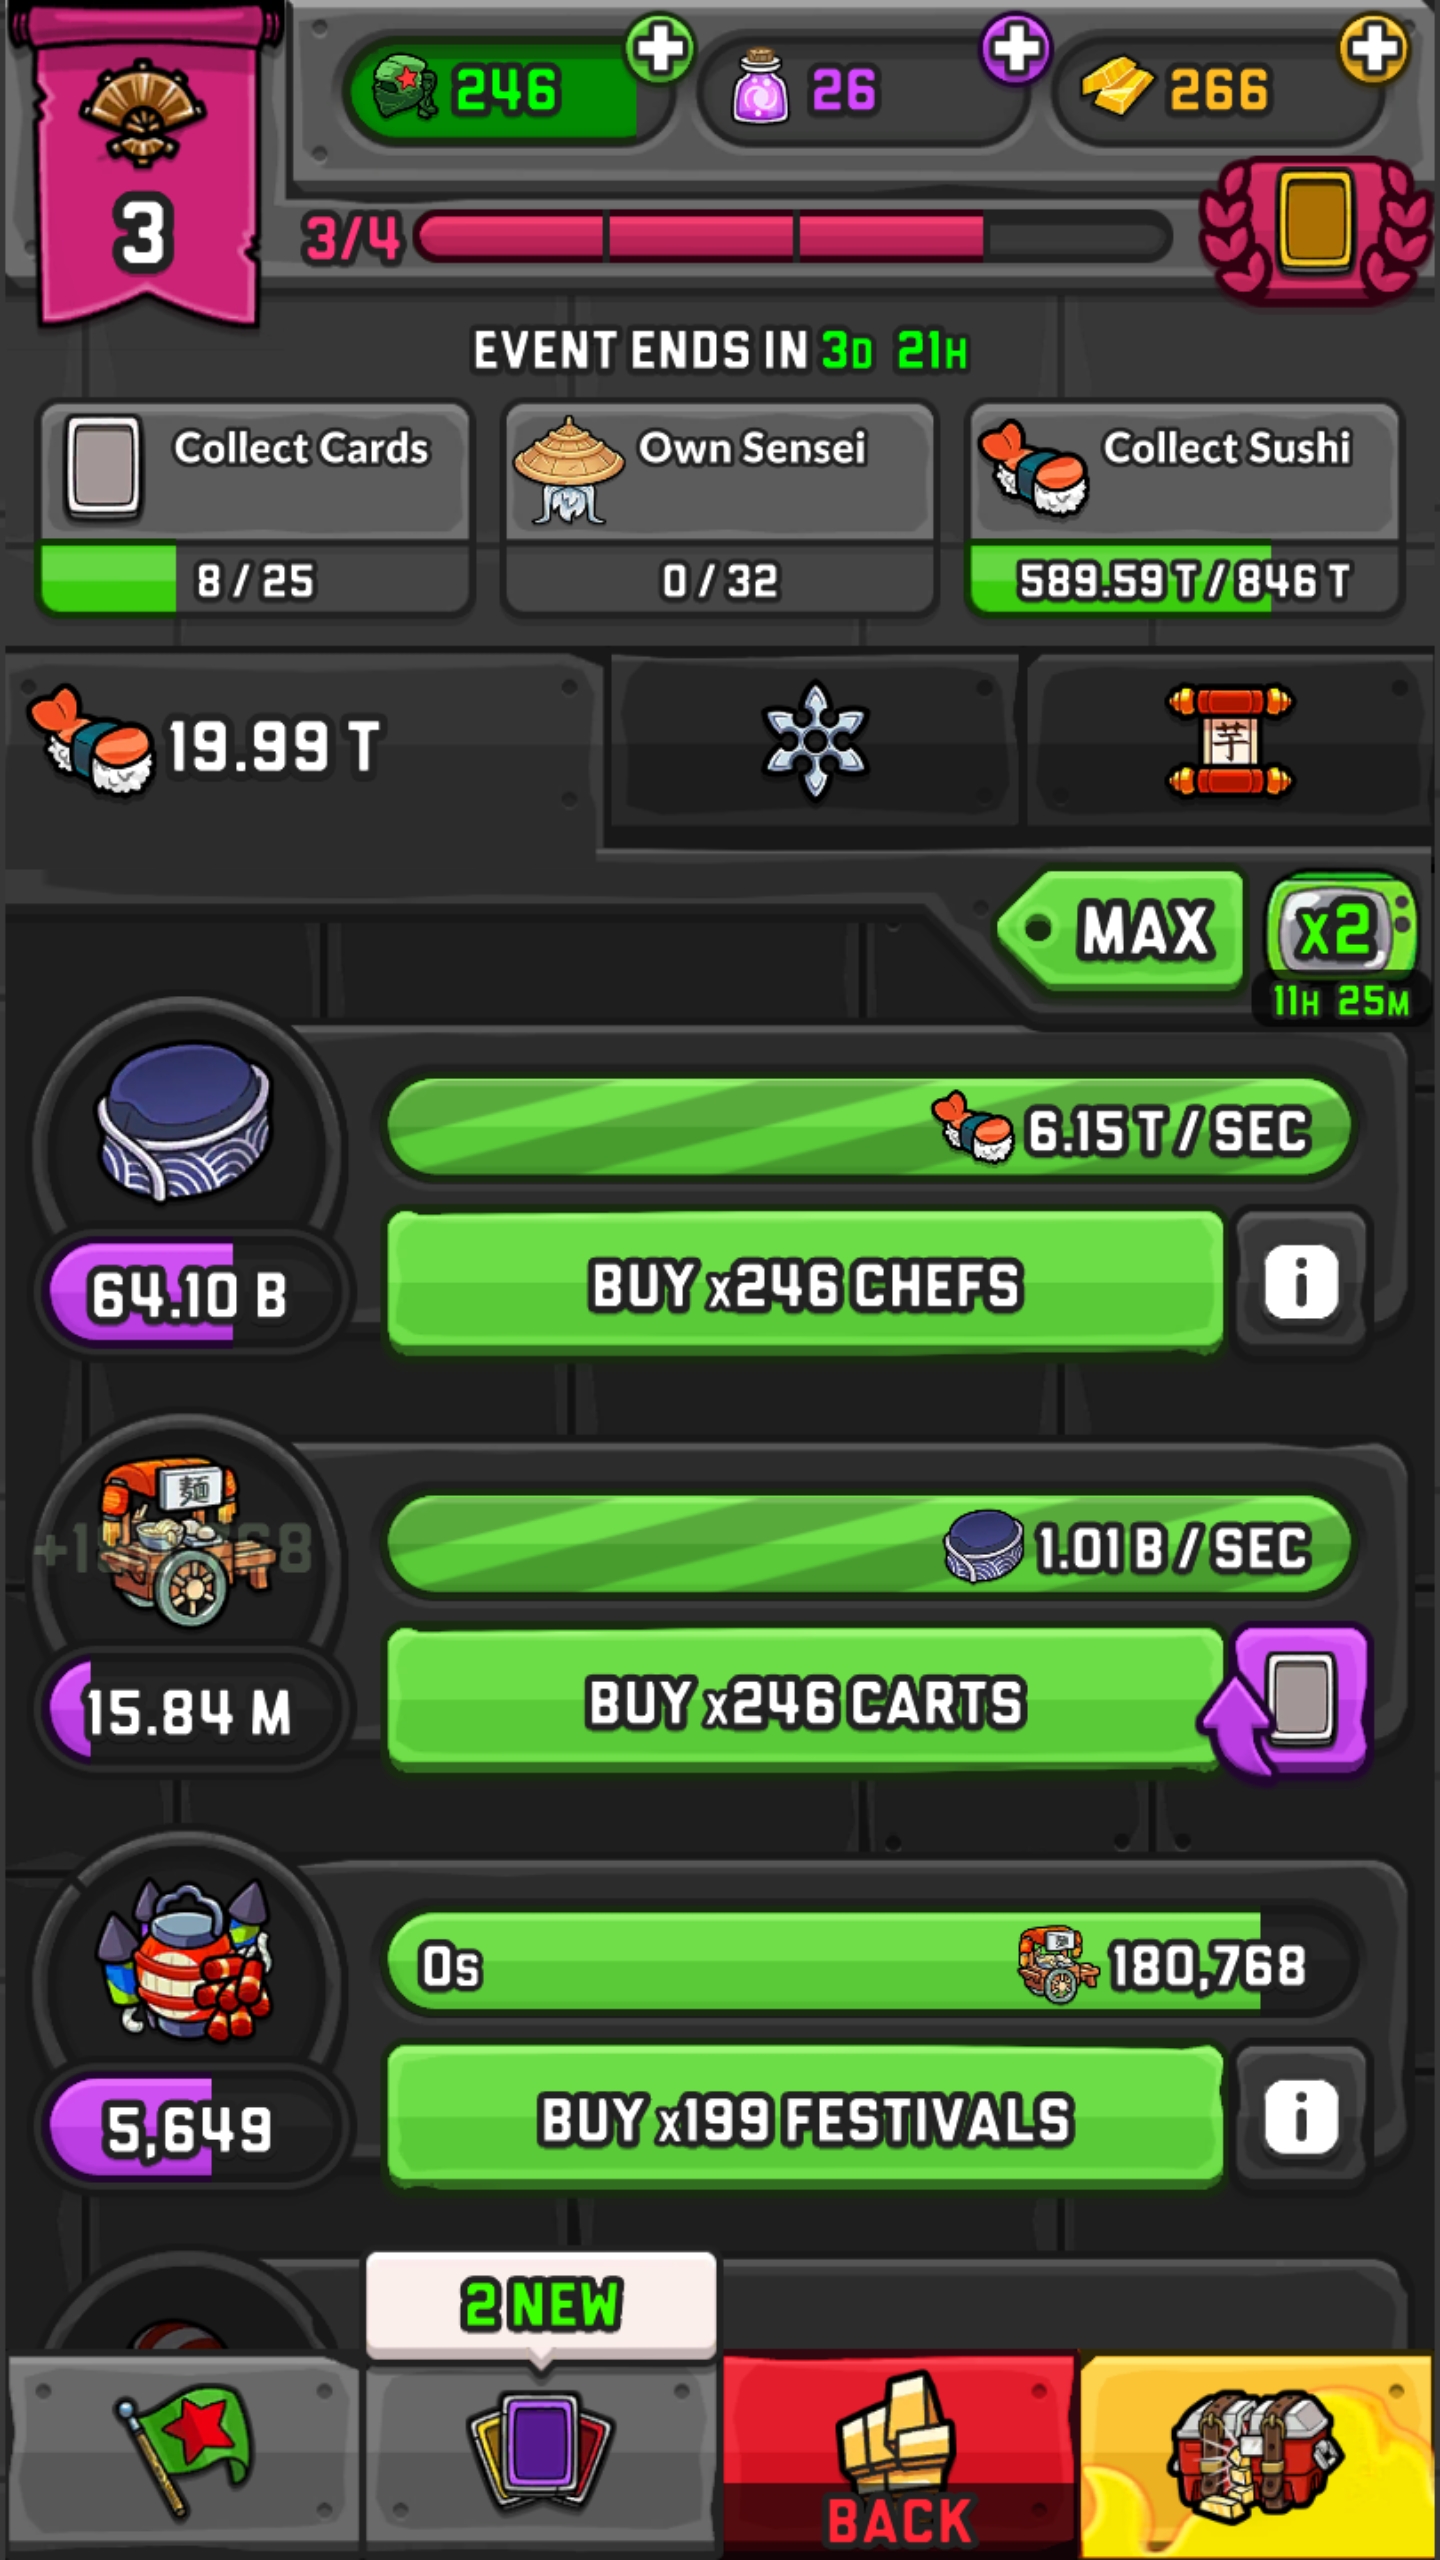 246
26
266
3
3/4
EVENT ENDS IN 3D 21H
Collect Cards
8 / 25
Own Sensei
0 / 32
Collect Sushi
589.59 T / 846 T
19.99 T
芋
MAX
x2
11H 25M
6.15 T / SEC
64.10 B
BUY x246 CHEFS
i
麺
1.01 B / SEC
15.84 M
BUY x246 CARTS
0s
180,768
5,649
BUY x199 FESTIVALS
i
2 NEW
BACK